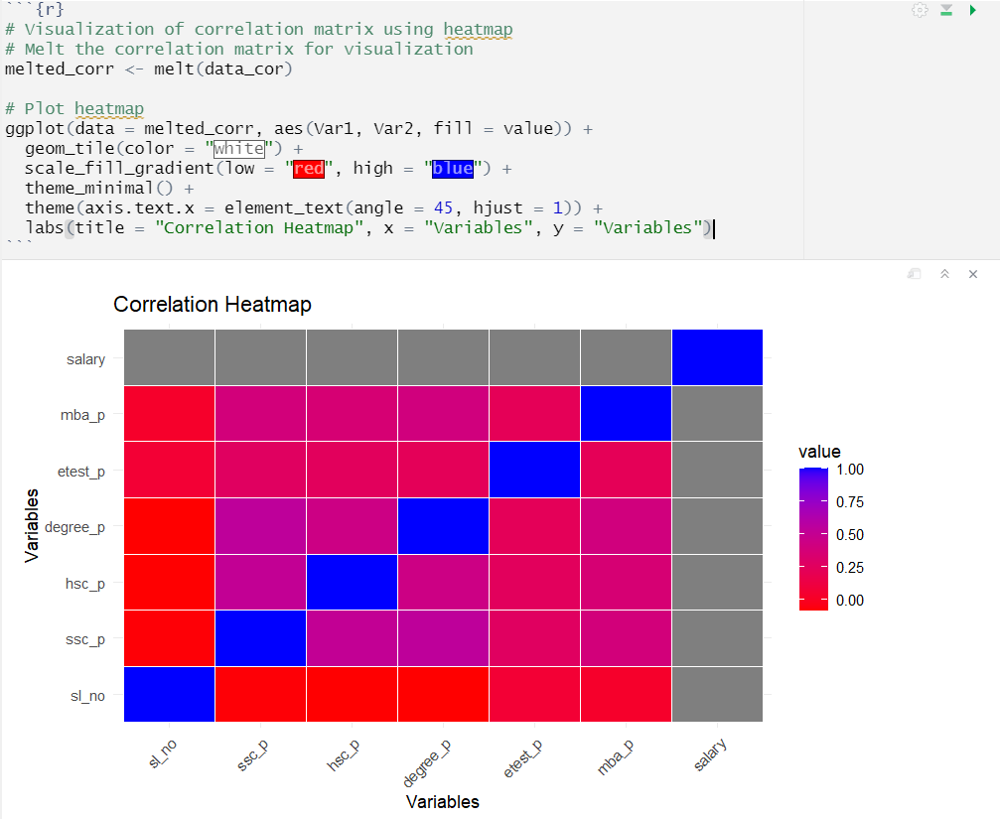 ```{r}
# Visualization of correlation matrix using heatmap
# Melt the correlation matrix for visualization
melted_corr <- melt(data_cor)
# Plot heatmap
ggplot(data = melted_corr, aes(Var1, Var2, fill = value)) +
  geom_tile(color = "white") +
  scale_fill_gradient(low = "red", high = "blue") +
  theme_minimal() +
  theme(axis.text.x = element_text(angle = 45, hjust = 1)) +
  labs(title = "Correlation Heatmap", x = "Variables", y = "Variables")
```
Correlation Heatmap
Variables
salary
mba_p
etest_p
degree_p
hsc_p
ssc_p
sl_no
sl_no
ssc_p
hsc_p
degree_p
etest_p
mba_p
salary
Variables
value
1.00
0.75
0.50
0.25
0.00